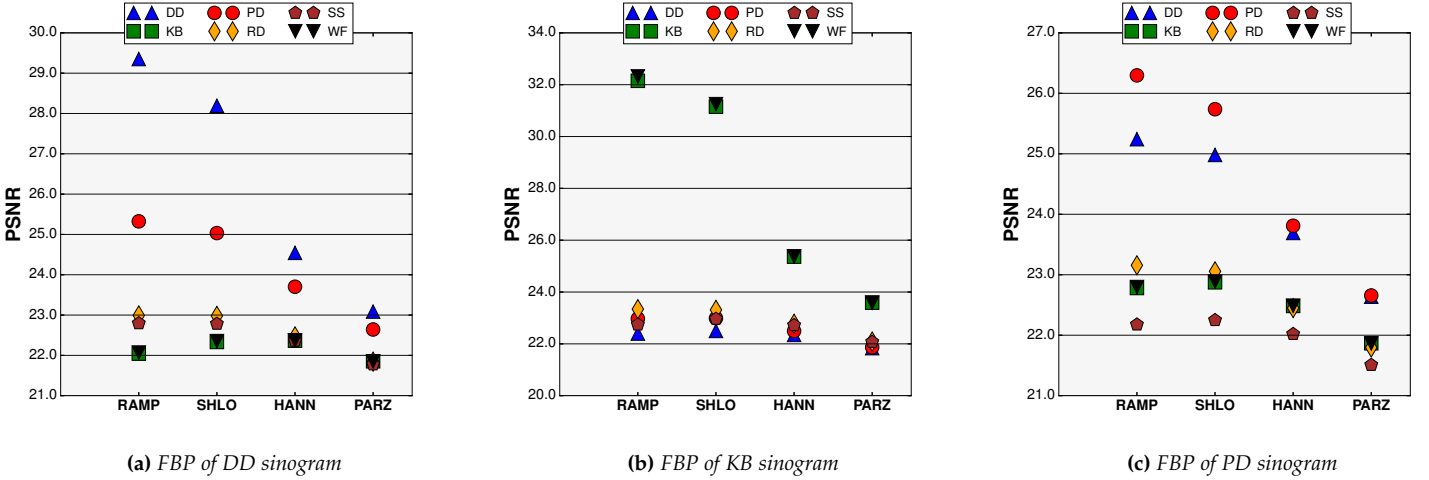 DD PD SS
KB RD WF
30.0
29.0
28.0
27.0
26.0
25.0
24.0
23.0
22.0
21.0
PSNR
RAMP SHLO HANN PARZ
(a) FBP of DD sinogram
DD PD SS
KB RD WF
34.0
32.0
30.0
28.0
26.0
24.0
22.0
20.0
PSNR
RAMP SHLO HANN PARZ
(b) FBP of KB sinogram
DD PD SS
KB RD WF
27.0
26.0
25.0
24.0
23.0
22.0
21.0
PSNR
RAMP SHLO HANN PARZ
(c) FBP of PD sinogram